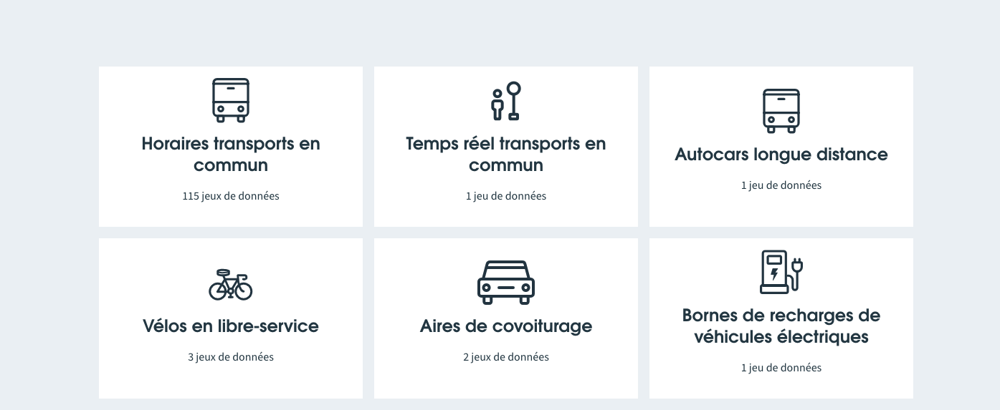 Horaires transports en
commun
115 jeux de données
Temps réel transports en
commun
1 jeu de données
Autocars longue distance
1 jeu de données
Vélos en libre-service
3 jeux de données
Aires de covoiturage
2 jeux de données
Bornes de recharges de
véhicules électriques
1 jeu de données